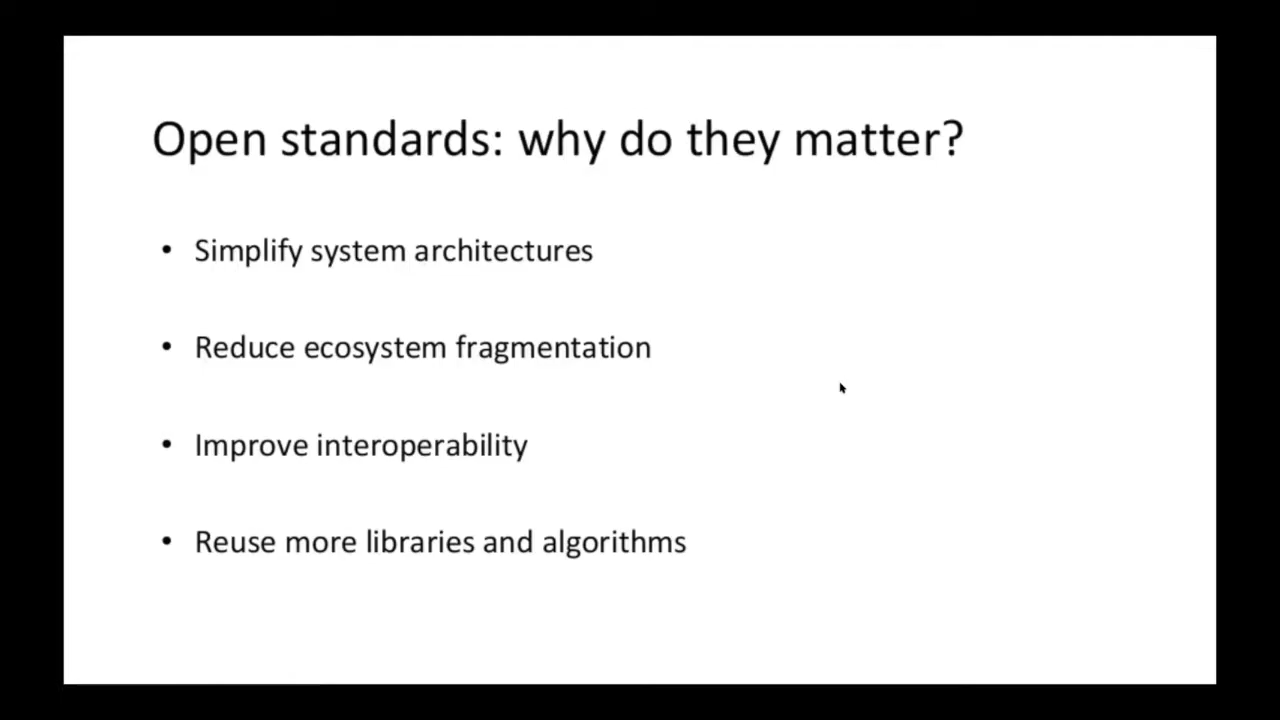 Open standards: why do they matter?
• Simplify system architectures
• Reduce ecosystem fragmentation
• Improve interoperability
• Reuse more libraries and algorithms